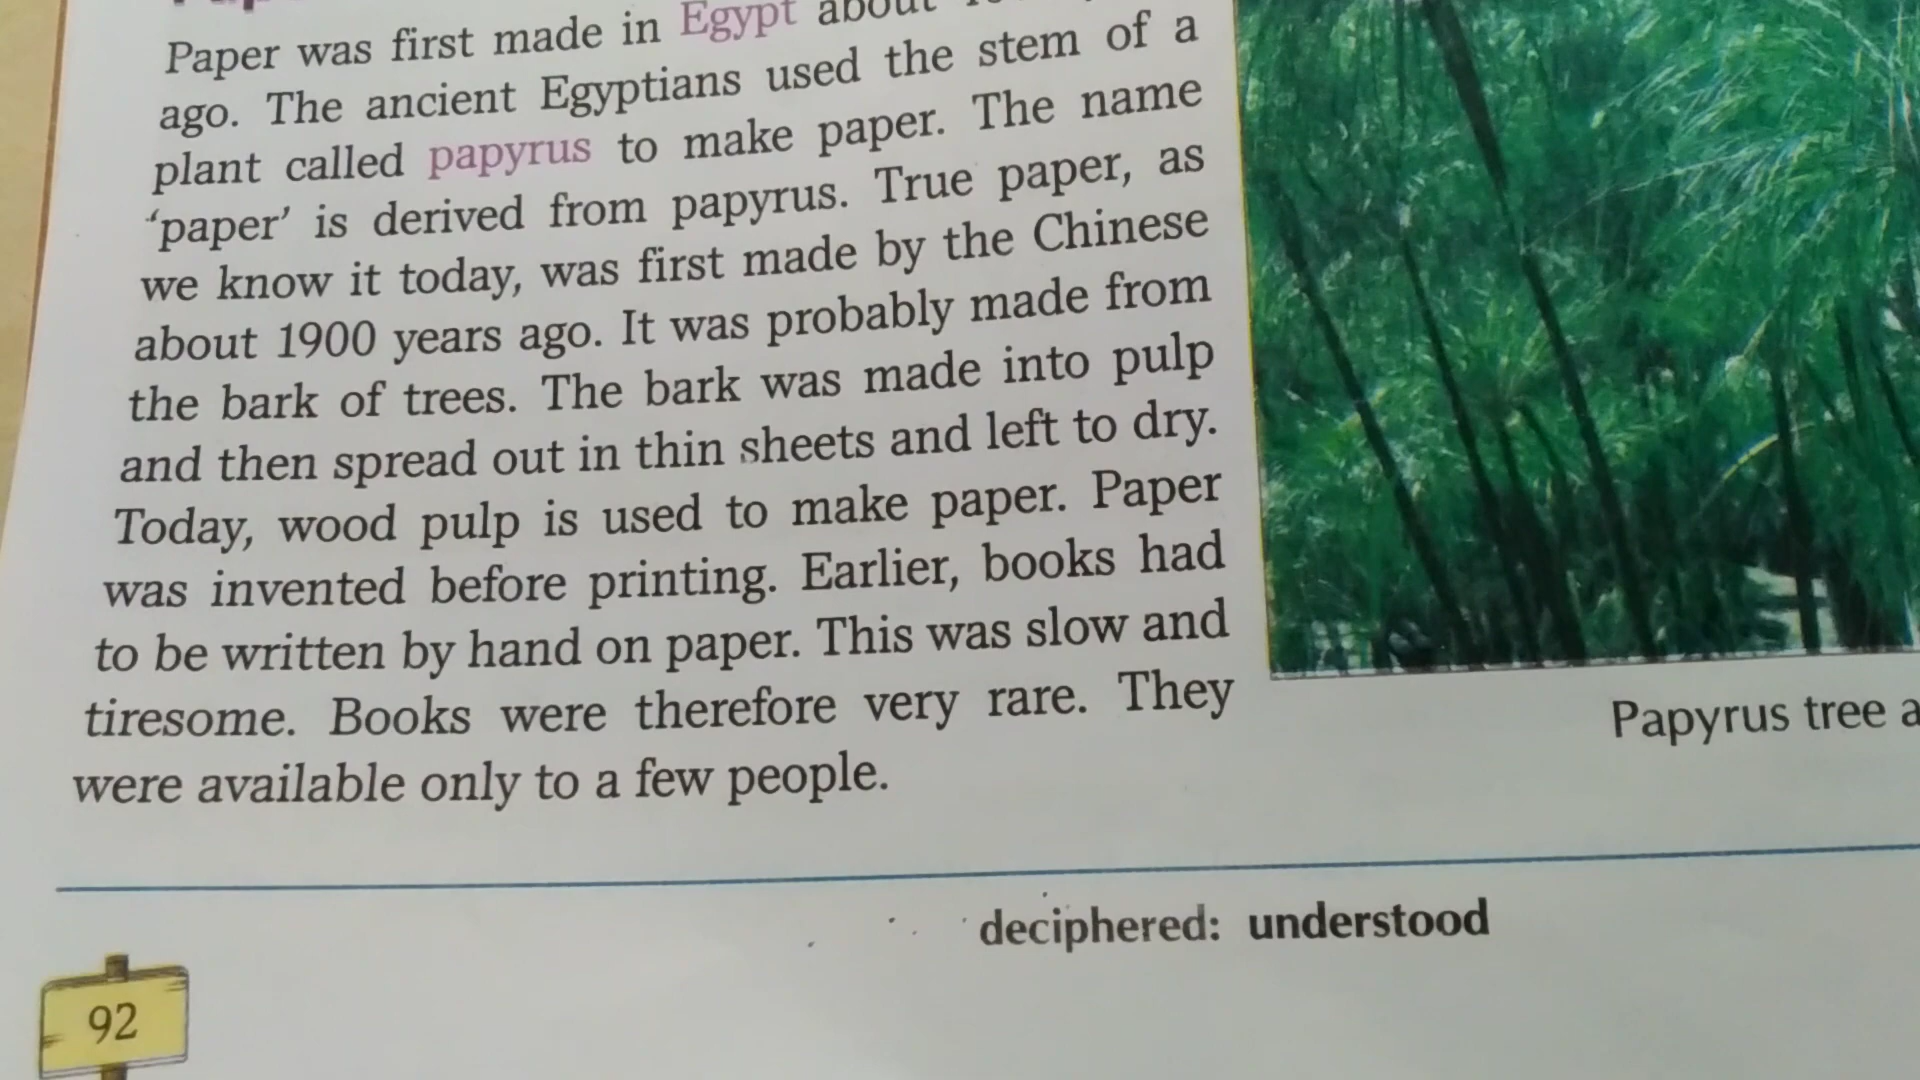 Paper was first made in Egypt about
ago. The ancient Egyptians used the stem of a
plant called papyrus to make paper. The name
‘paper’ is derived from papyrus. True paper, as
we know it today, was first made by the Chinese
about 1900 years ago. It was probably made from
the bark of trees. The bark was made into pulp
and then spread out in thin sheets and left to dry.
Today, wood pulp is used to make paper. Paper
was invented before printing. Earlier, books had
to be written by hand on paper. This was slow and
tiresome. Books were therefore very rare. They
were available only to a few people.
Papyrus tree
deciphered: understood
92